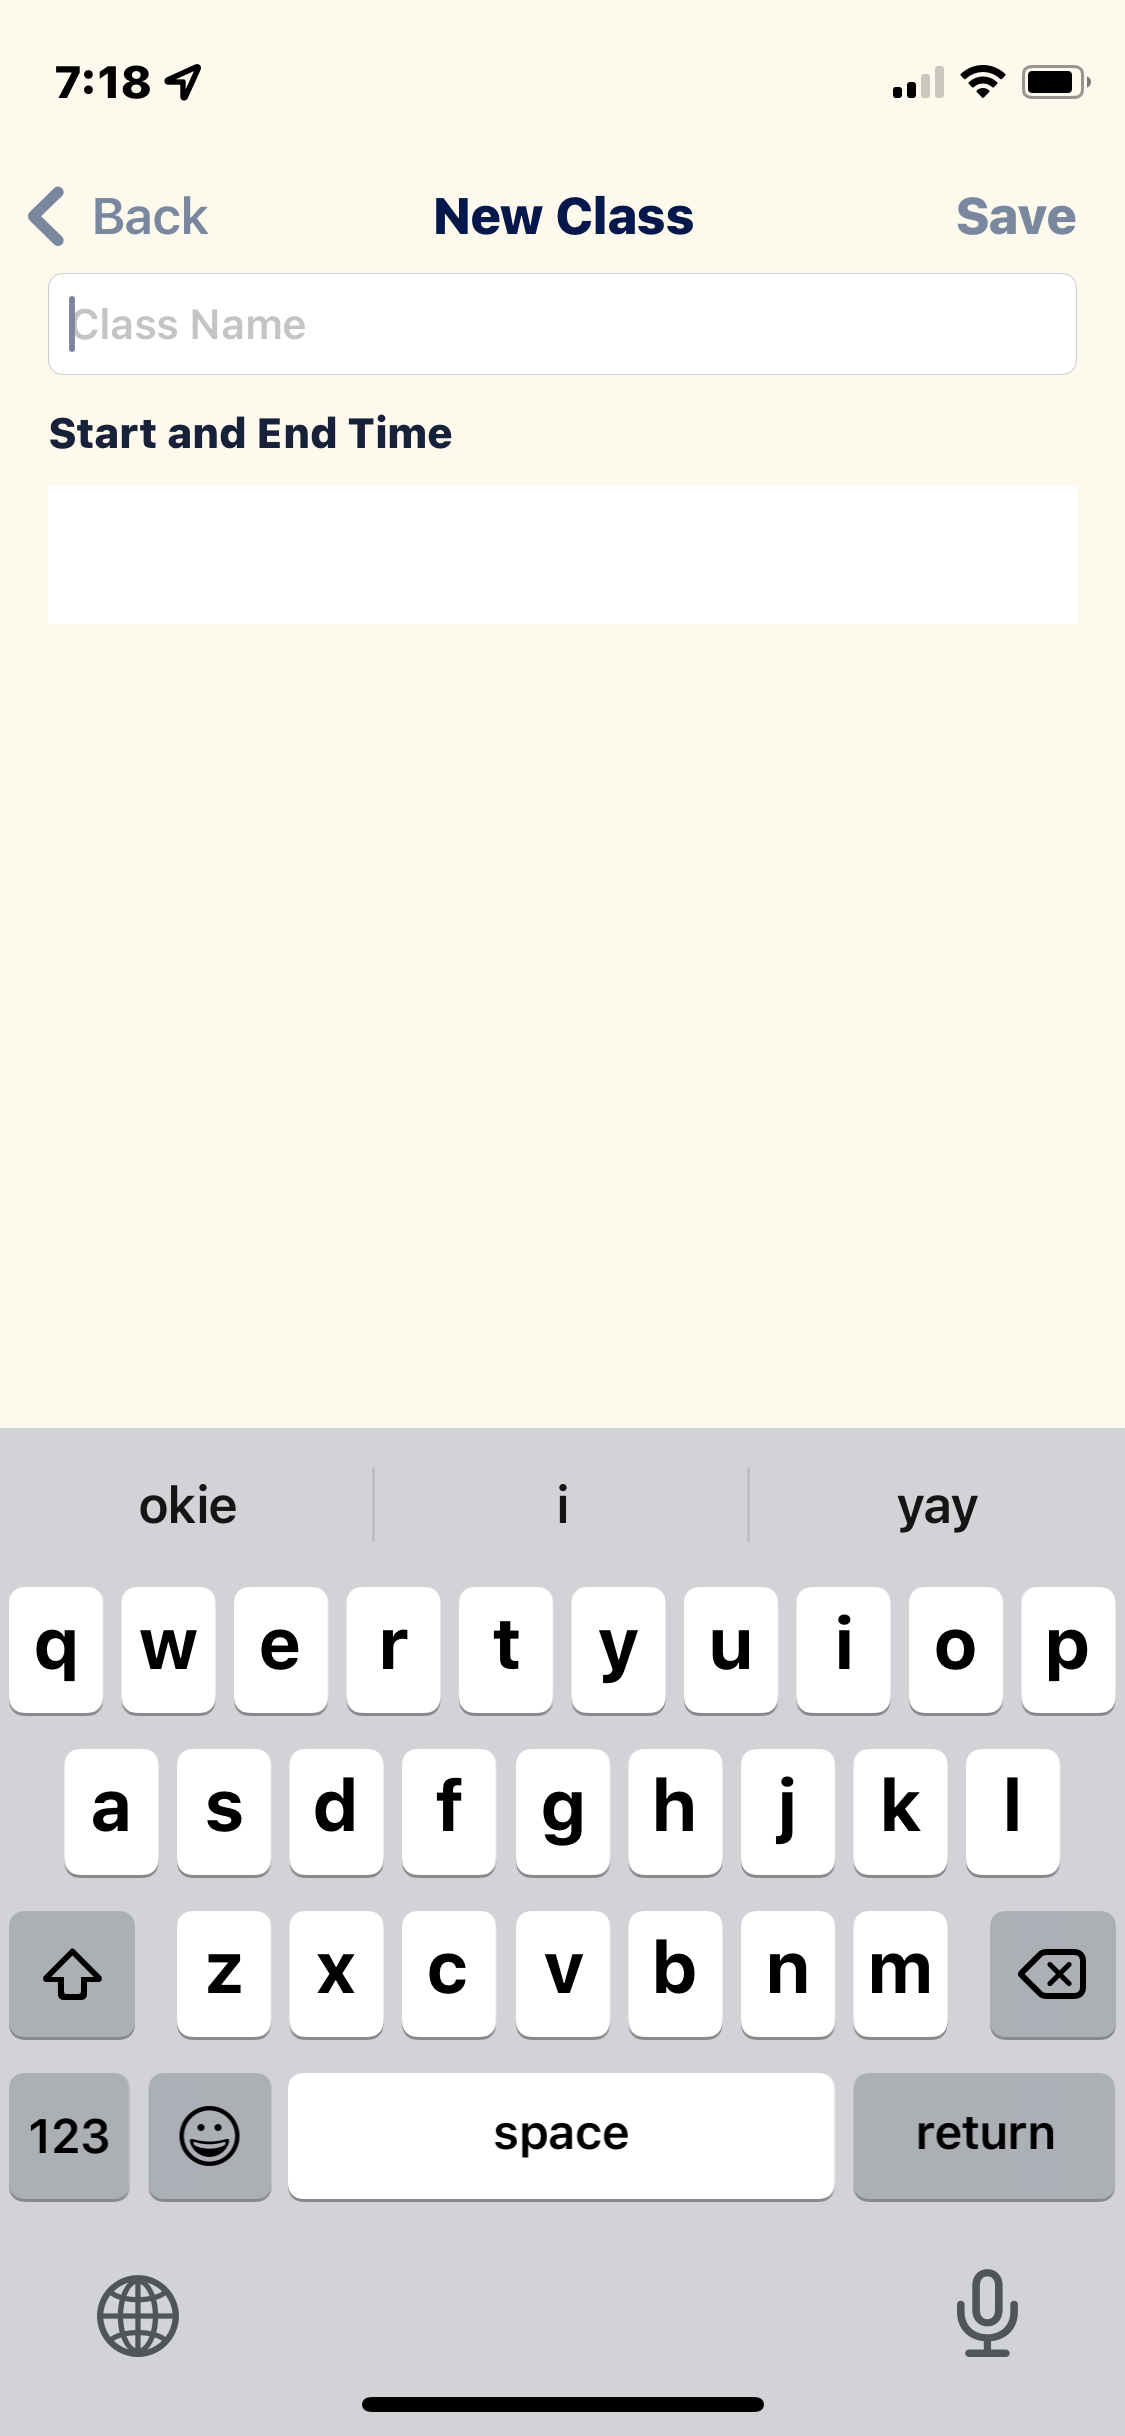 7:18
Back New Class Save
Class Name
Start and End Time
okie i yay
q w e r t y u i o p
a s d f g h j k l
z x c v b n m
123 space return